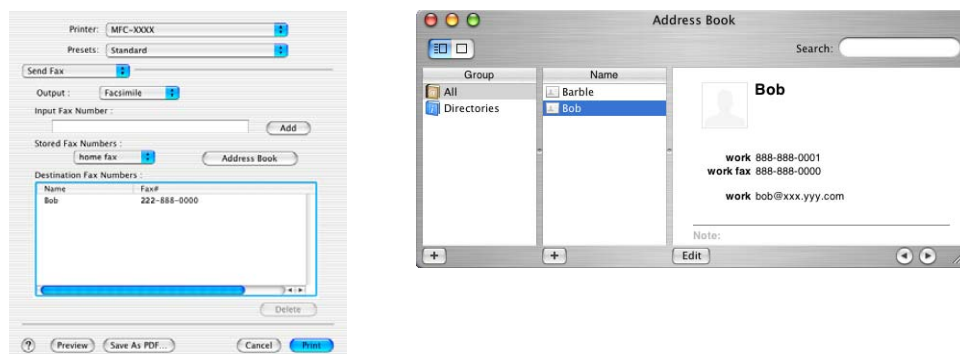 Printer: MFC-XXXX
Presets: Standard
Send Fax
Output : Facsimile
Input Fax Number :
Add
Stored Fax Numbers :
home fax Address Book
Destination Fax Numbers :
Name Fax#
Bob 222-888-0000
Delete
? Preview Save As PDF... Cancel Print
Address Book
Search:
Group Name
All
Directories
Barble
Bob
Bob
work 888-888-0001
work fax 888-888-0000
work bob@xxx.yyy.com
Note:
+ + Edit